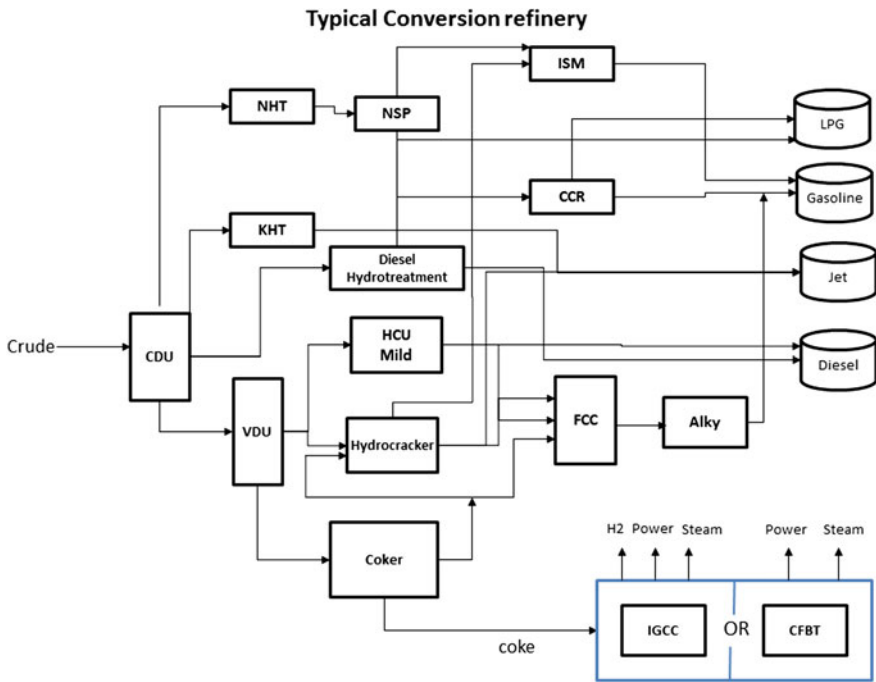 Typical Conversion refinery
ISM
NHT
NSP
LPG
CCR
Gasoline
KHT
Diesel
Hydrotreatment
Jet
Crude
CDU
HCU
Mild
Diesel
VDU
FCC
Alky
Hydrocracker
H2 Power Steam
Power Steam
Coker
IGCC
OR
CFBT
coke